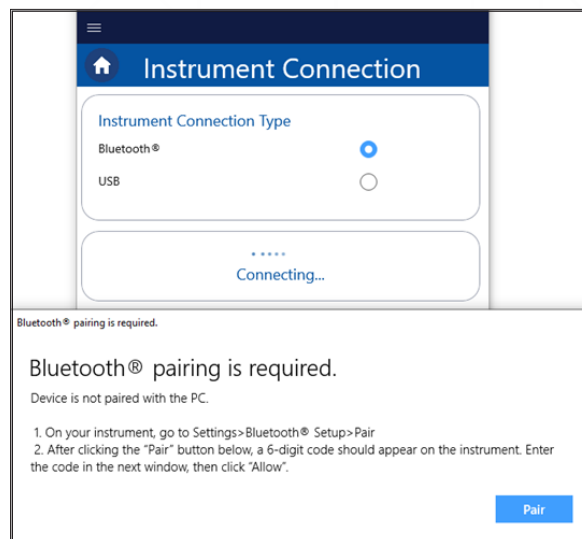 Instrument Connection
Instrument Connection Type
Bluetooth®
USB
Connecting...
Bluetooth® pairing is required.
Bluetooth® pairing is required.
Device is not paired with the PC.
1. On your instrument, go to Settings>Bluetooth® Setup>Pair
2. After clicking the "Pair" button below, a 6-digit code should appear on the instrument. Enter
the code in the next window, then click "Allow".
Pair